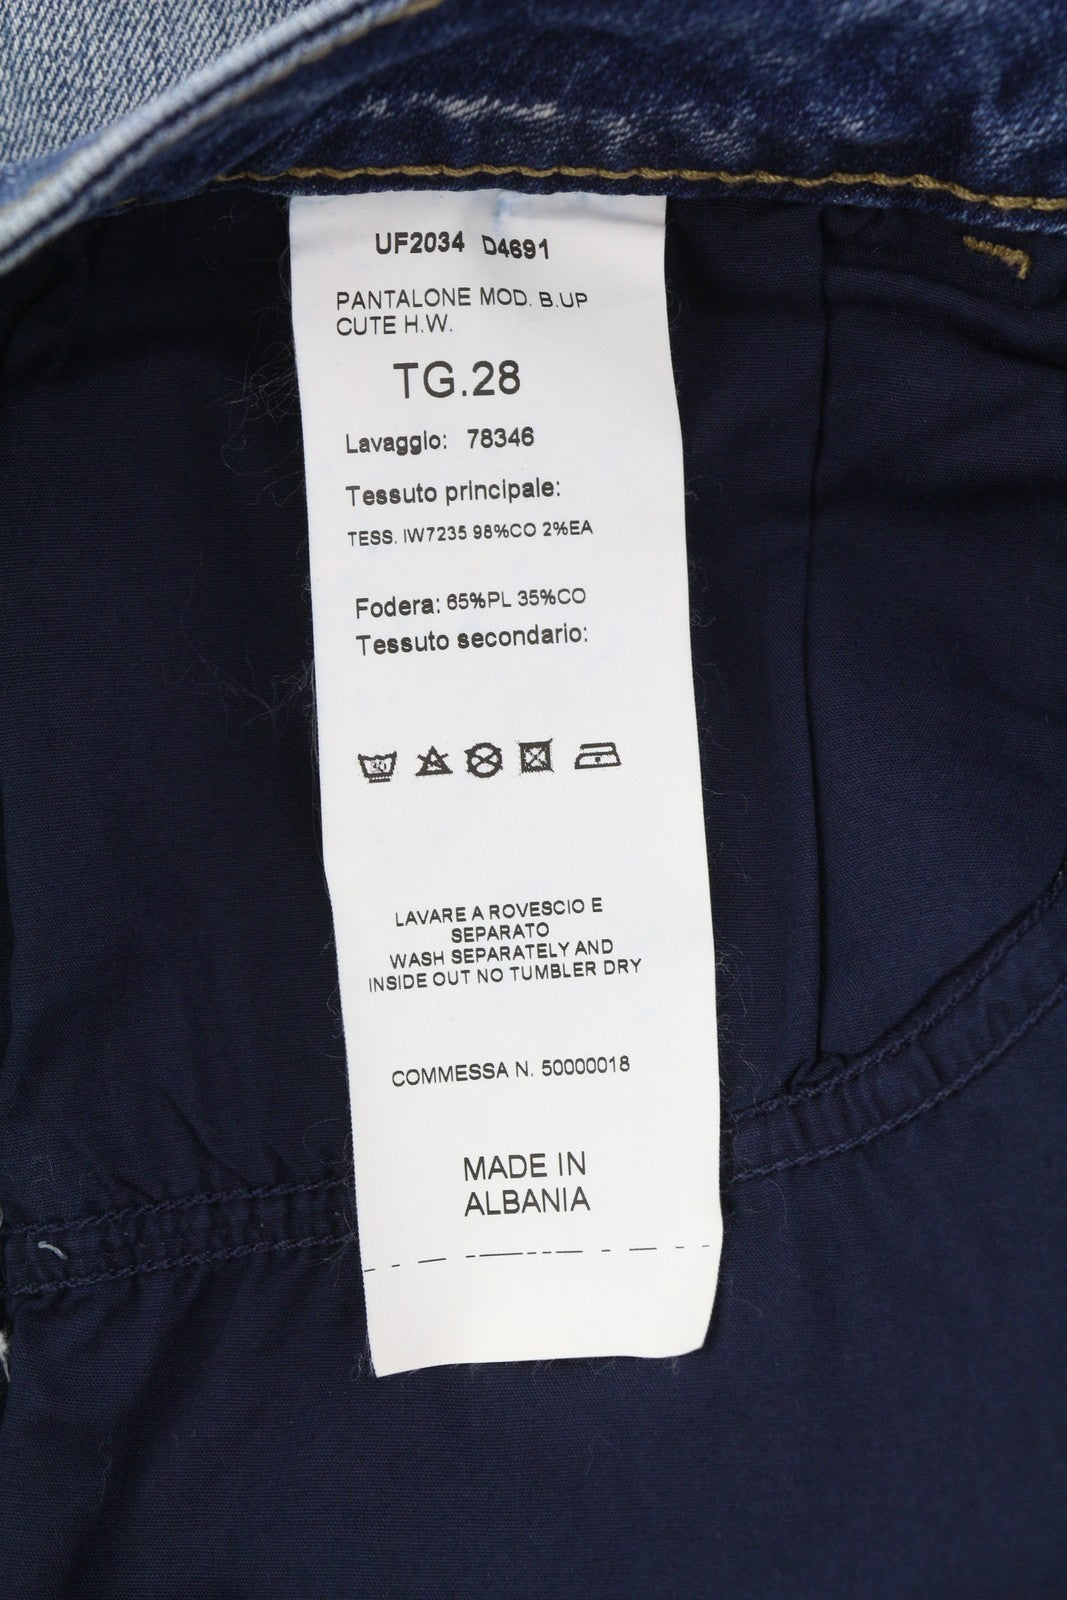 UF2034 D4691
PANTALONE MOD. B.UP
CUTE H.W.
TG.28
Lavaggio: 78346
Tessuto principale:
TESS. IW7235 98%CO 2%EA
Fodera: 65%PL 35%CO
Tessuto secondario:
30
LAVARE A ROVESCIO E
SEPARATO
WASH SEPARATELY AND
INSIDE OUT NO TUMBLER DRY
COMMESSA N. 50000018
MADE IN
ALBANIA